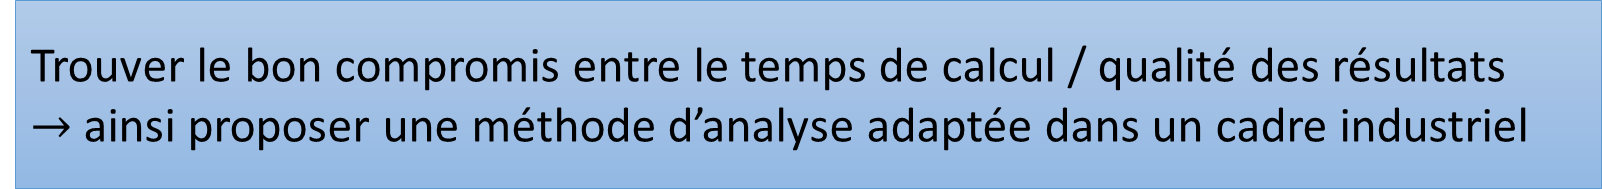 Trouver le bon compromis entre le temps de calcul / qualité des résultats
→ ainsi proposer une méthode d’analyse adaptée dans un cadre industriel